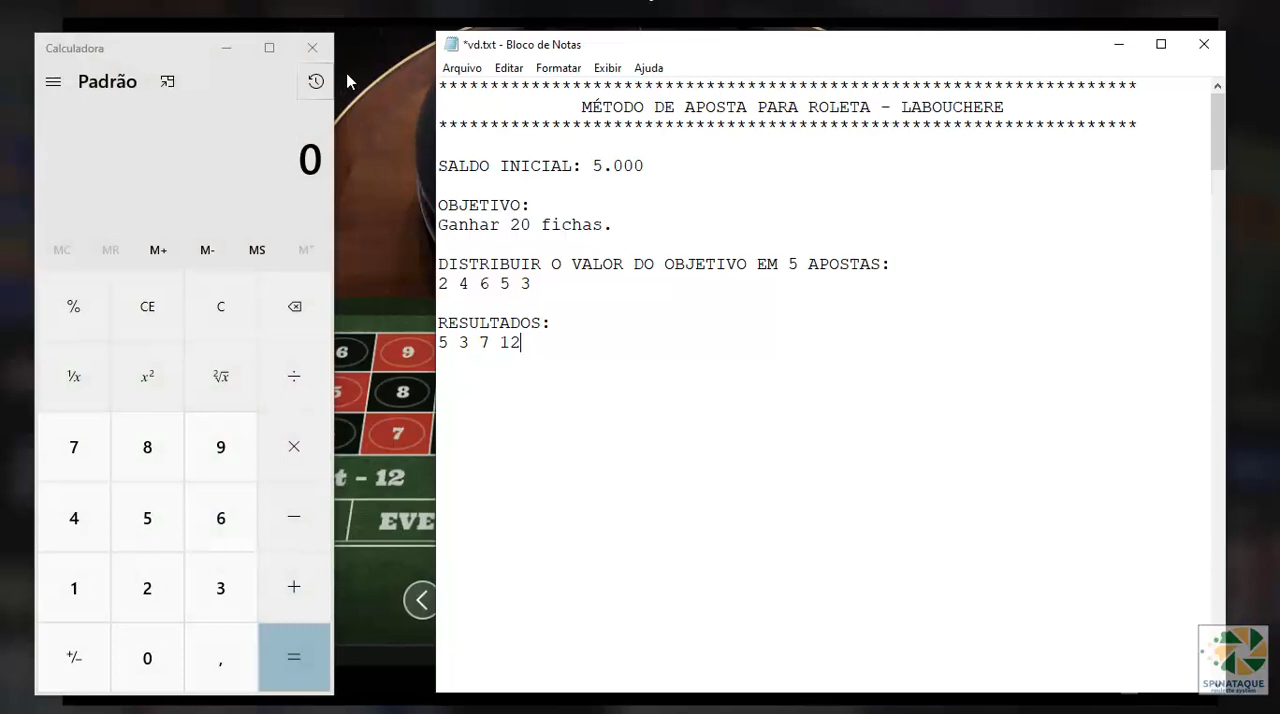 Calculadora
Padrão
0
MC MR M+ M- MS
% CE C
¹/x x² ²√x ÷
7 8 9 ×
4 5 6 −
1 2 3 +
+/− 0 , =
*vd.txt - Bloco de Notas
Arquivo Editar Formatar Exibir Ajuda
********************************************************************
MÉTODO DE APOSTA PARA ROLETA - LABOUCHERE
********************************************************************
SALDO INICIAL: 5.000
OBJETIVO:
Ganhar 20 fichas.
DISTRIBUIR O VALOR DO OBJETIVO EM 5 APOSTAS:
2 4 6 5 3
RESULTADOS:
5 3 7 12
6 9
8
7
t - 12
EVE
SPINATAQUE